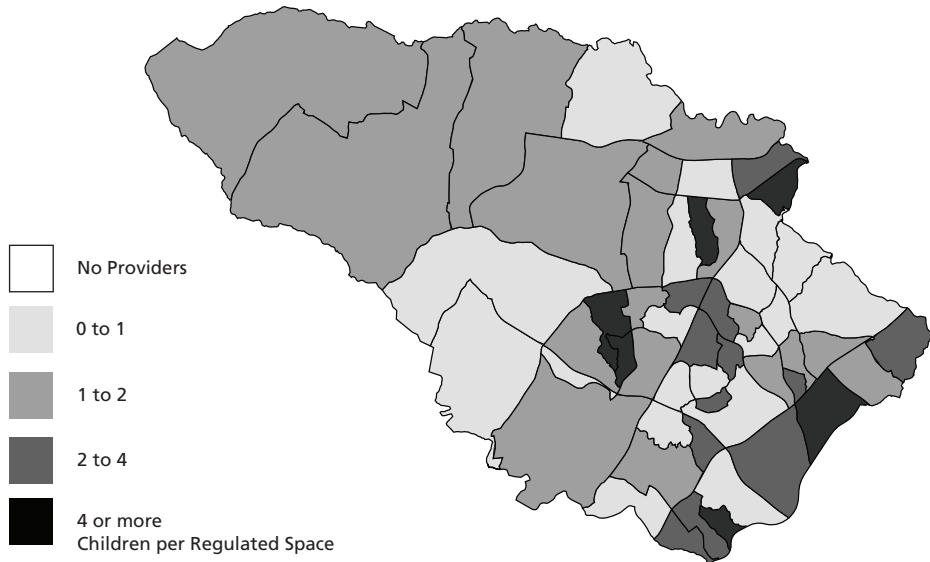 No Providers
0 to 1
1 to 2
2 to 4
4 or more
Children per Regulated Space